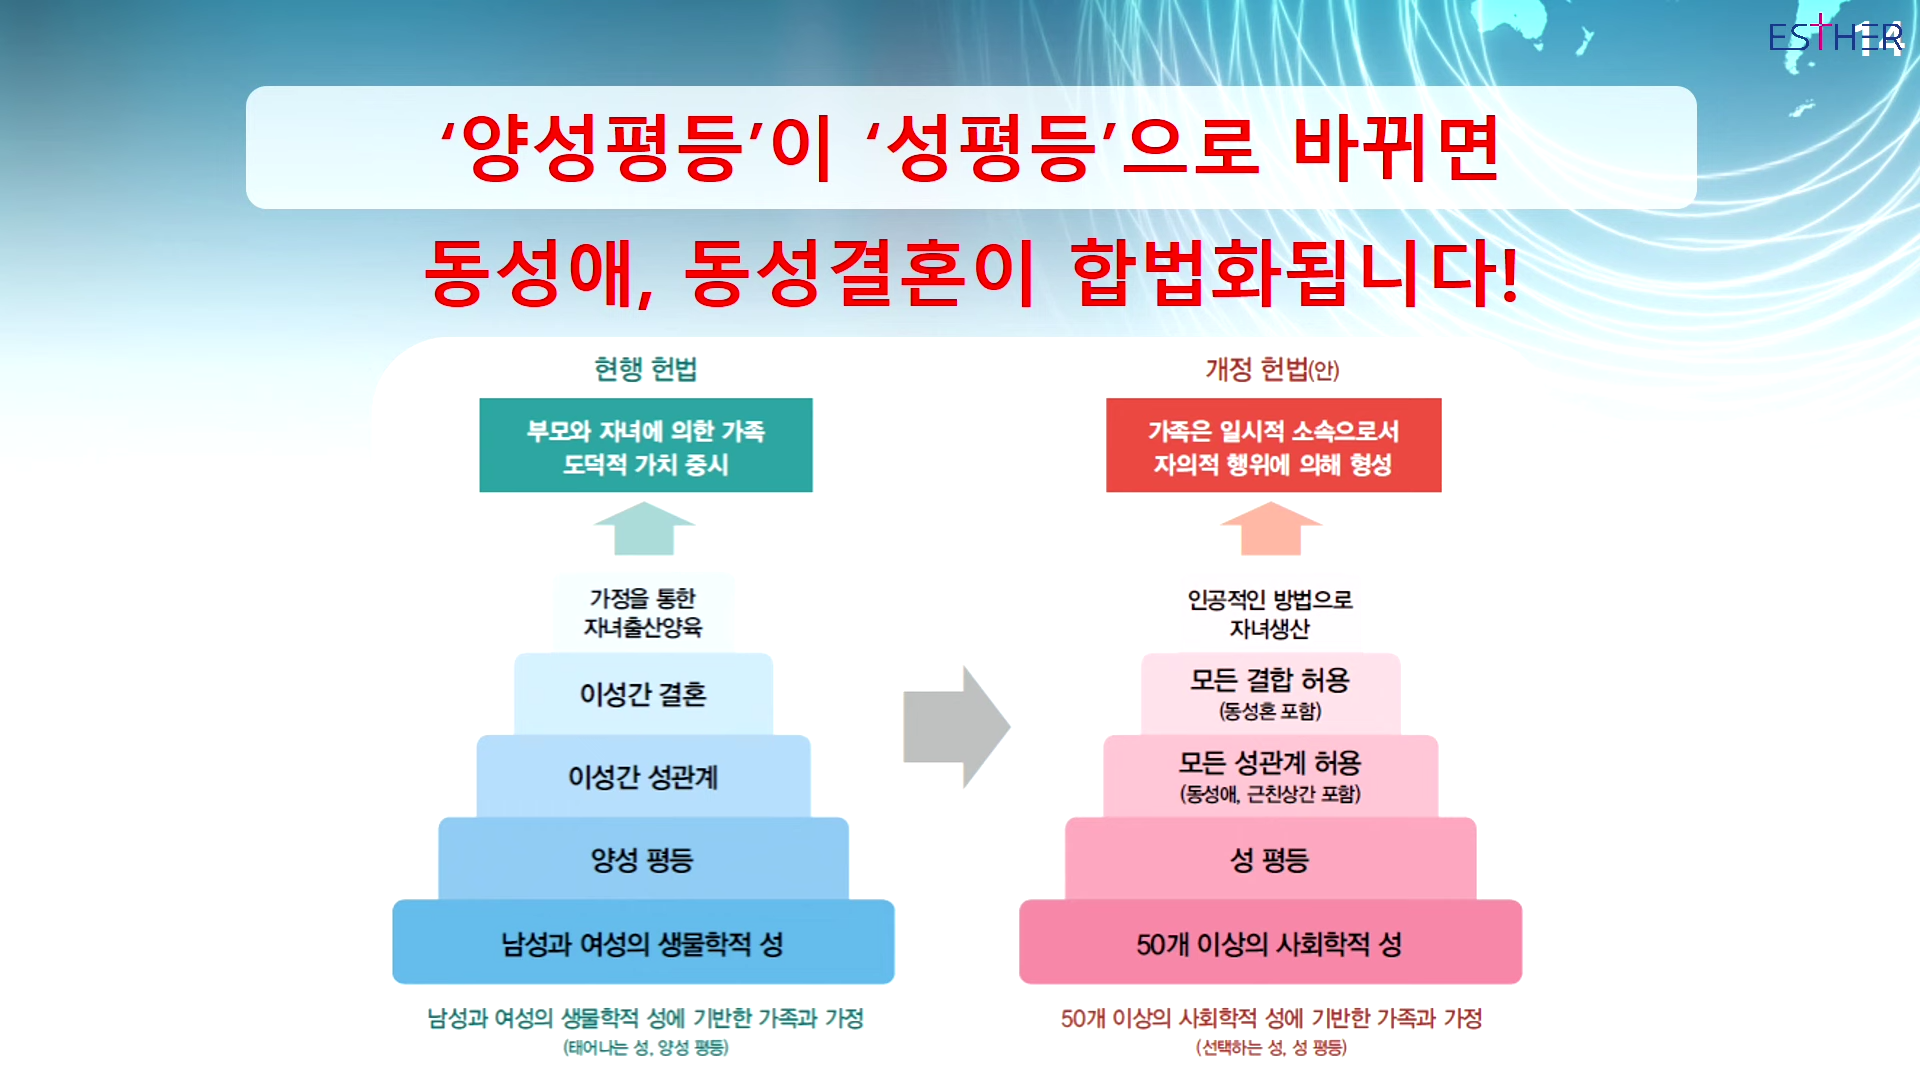 ESTHER
14
‘양성평등’이 ‘성평등’으로 바뀌면
동성애, 동성결혼이 합법화됩니다!
현행 헌법
부모와 자녀에 의한 가족
도덕적 가치 중시
가정을 통한
자녀출산양육
이성간 결혼
이성간 성관계
양성 평등
남성과 여성의 생물학적 성
남성과 여성의 생물학적 성에 기반한 가족과 가정
(태어나는 성, 양성 평등)
개정 헌법(안)
가족은 일시적 소속으로서
자의적 행위에 의해 형성
인공적인 방법으로
자녀생산
모든 결합 허용
(동성혼 포함)
모든 성관계 허용
(동성애, 근친상간 포함)
성 평등
50개 이상의 사회학적 성
50개 이상의 사회학적 성에 기반한 가족과 가정
(선택하는 성, 성 평등)